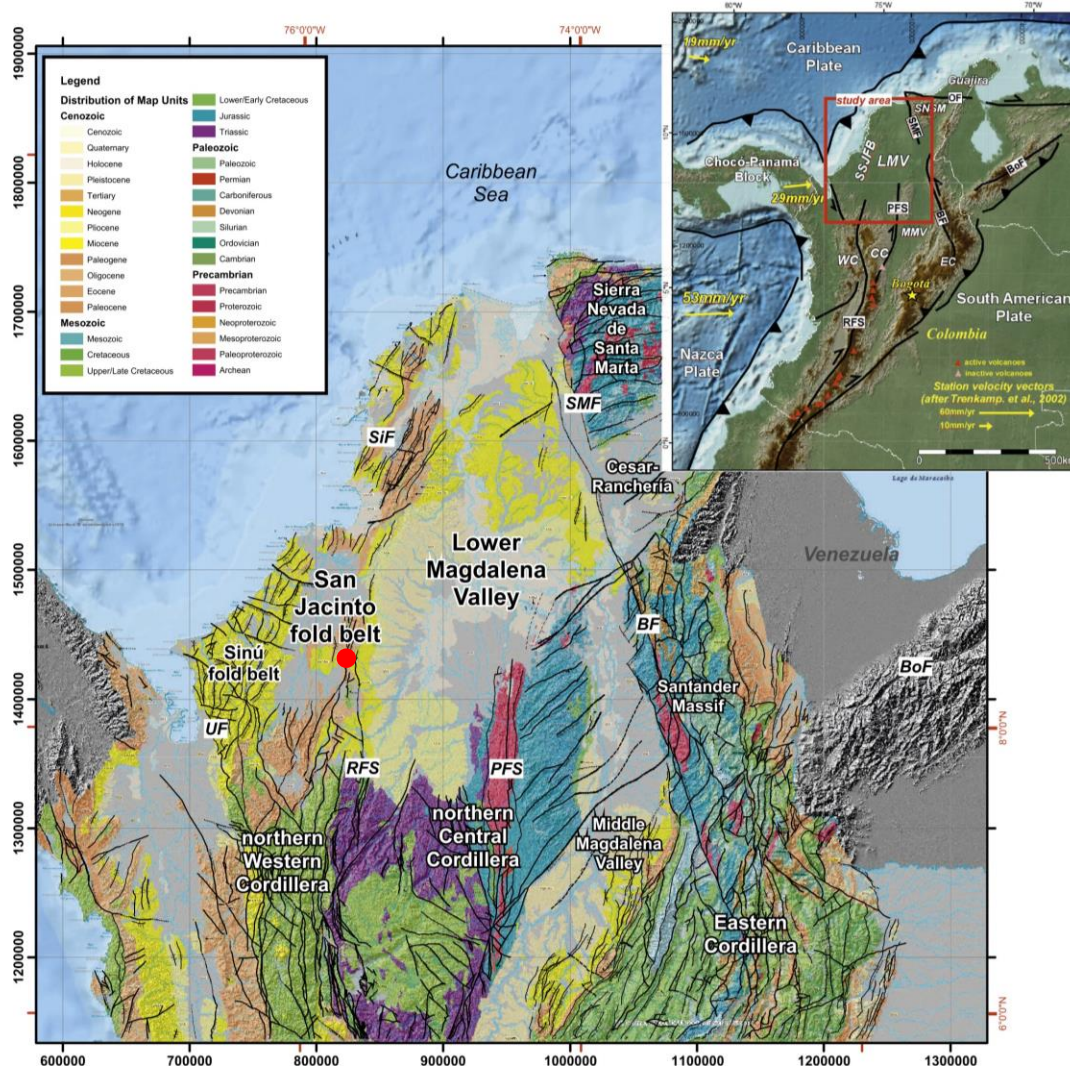 76°0'0"W
74°0'0"W
1900000
1800000
1700000
1600000
1500000
1400000
1300000
1200000
Legend
Distribution of Map Units
Cenozoic
Cenozoic
Quaternary
Holocene
Pleistocene
Tertiary
Neogene
Pliocene
Miocene
Paleogene
Oligocene
Eocene
Paleocene
Mesozoic
Mesozoic
Cretaceous
Upper/Late Cretaceous
Lower/Early Cretaceous
Jurassic
Triassic
Paleozoic
Paleozoic
Permian
Carboniferous
Devonian
Silurian
Ordovician
Cambrian
Precambrian
Precambrian
Proterozoic
Neoproterozoic
Mesoproterozoic
Paleoproterozoic
Archean
80°W
75°W
70°W
19mm/yr
Caribbean
Plate
Guajira
study area
OF
SNSM
SMF
SSJFB
LMV
BoF
Chocó-Panama
Block
29mm/yr
PFS
BF
MMV
WC
CC
EC
Bogotá
53mm/yr
South American
Plate
RFS
Colombia
Nazca
Plate
active volcanoes
inactive volcanoes
Station velocity vectors
(after Trenkamp. et al., 2002)
60mm/yr
10mm/yr
0
500km
Caribbean
Sea
Sierra
Nevada
de
Santa
Marta
SMF
SiF
Cesar-
Ranchería
Lago de Maracaibo
Venezuela
Lower
Magdalena
Valley
San
Jacinto
fold belt
Sinú
fold belt
BF
BoF
Santander
Massif
UF
RFS
PFS
8°0'0"N
northern
Western
Cordillera
northern
Central
Cordillera
Middle
Magdalena
Valley
Eastern
Cordillera
6°0'0"N
600000
700000
800000
900000
1000000
1100000
1200000
1300000